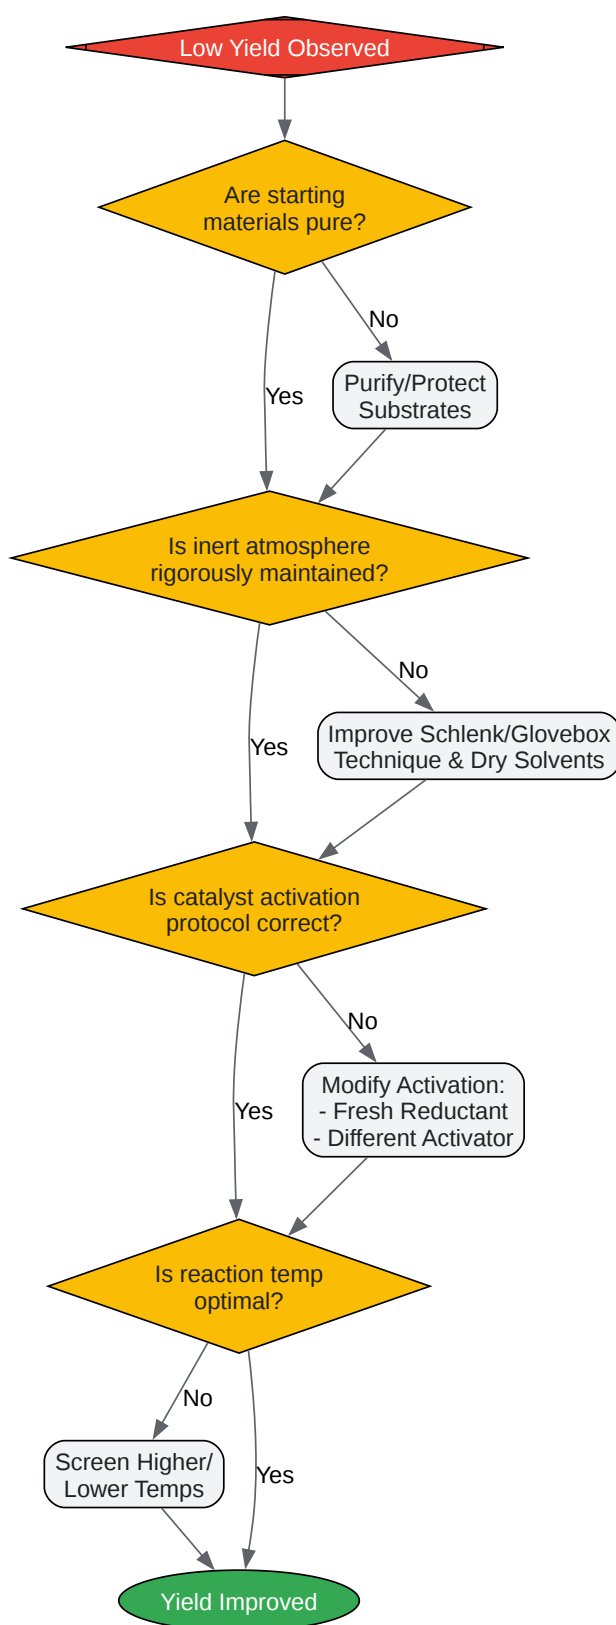 Low Yield Observed
Are starting
materials pure?
No
Purify/Protect
Substrates
Yes
Is inert atmosphere
rigorously maintained?
No
Improve Schlenk/Glovebox
Technique & Dry Solvents
Yes
Is catalyst activation
protocol correct?
No
Modify Activation:
- Fresh Reductant
- Different Activator
Yes
Is reaction temp
optimal?
No
Screen Higher/
Lower Temps
Yes
Yield Improved